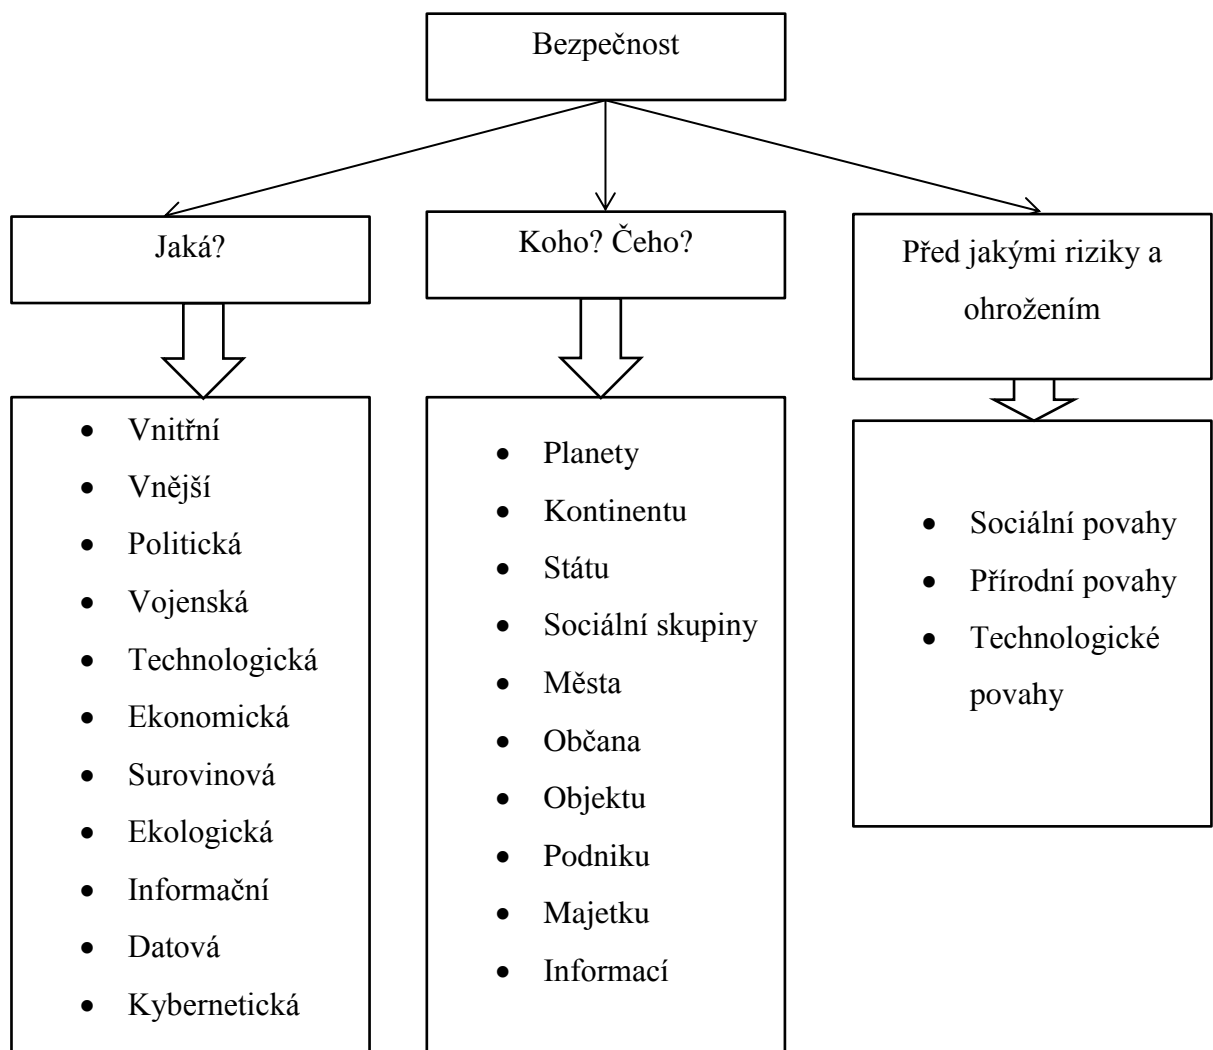 Bezpečnost
Jaká?
Koho? Čeho?
Před jakými riziky a
ohrožením
• Vnitřní
• Vnější
• Politická
• Vojenská
• Technologická
• Ekonomická
• Surovinová
• Ekologická
• Informační
• Datová
• Kybernetická
• Planety
• Kontinentu
• Státu
• Sociální skupiny
• Města
• Občana
• Objektu
• Podniku
• Majetku
• Informací
• Sociální povahy
• Přírodní povahy
• Technologické
povahy